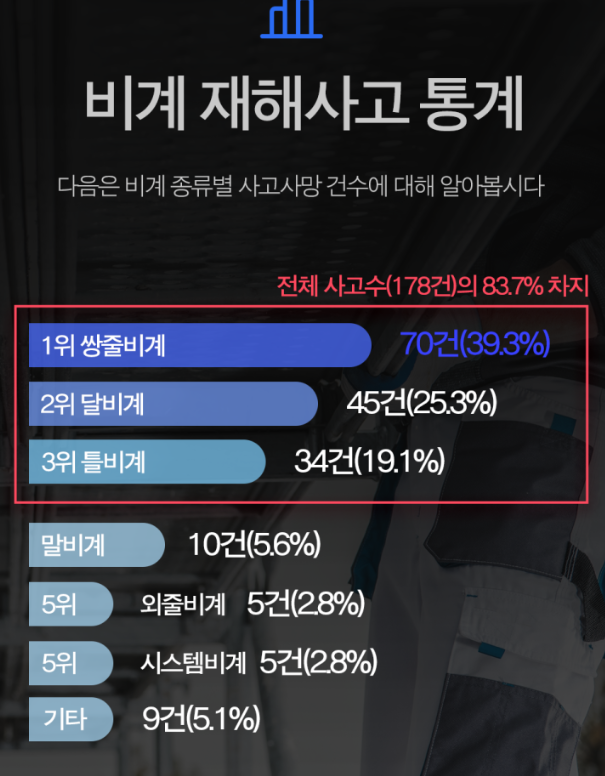 비계 재해사고 통계
다음은 비계 종류별 사고사망 건수에 대해 알아봅시다
전체 사고수(178건)의 83.7% 차지
1위 쌍줄비계 70건(39.3%)
2위 달비계 45건(25.3%)
3위 틀비계 34건(19.1%)
말비계 10건(5.6%)
5위 외줄비계 5건(2.8%)
5위 시스템비계 5건(2.8%)
기타 9건(5.1%)